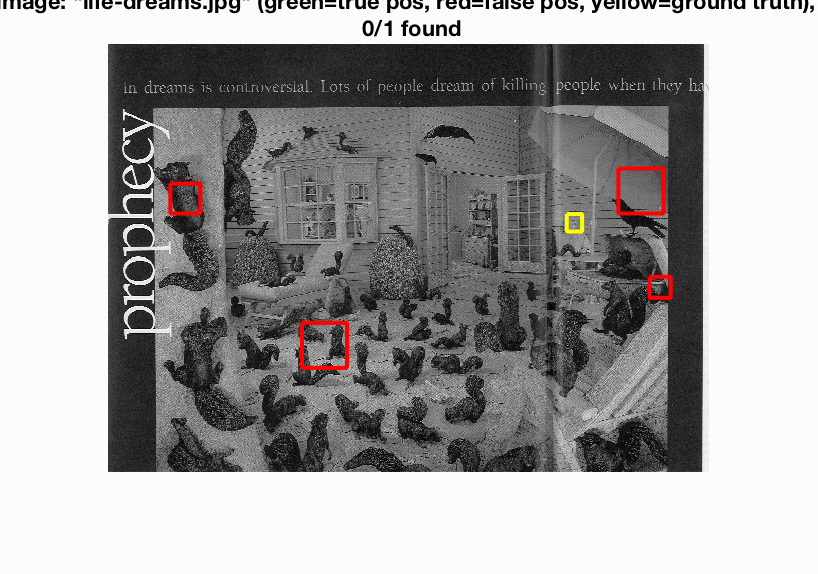 image: "life-dreams.jpg" (green=true pos, red=false pos, yellow=ground truth),
0/1 found
in dreams is controversial. Lots of people dream of killing people when they ha
prophecy